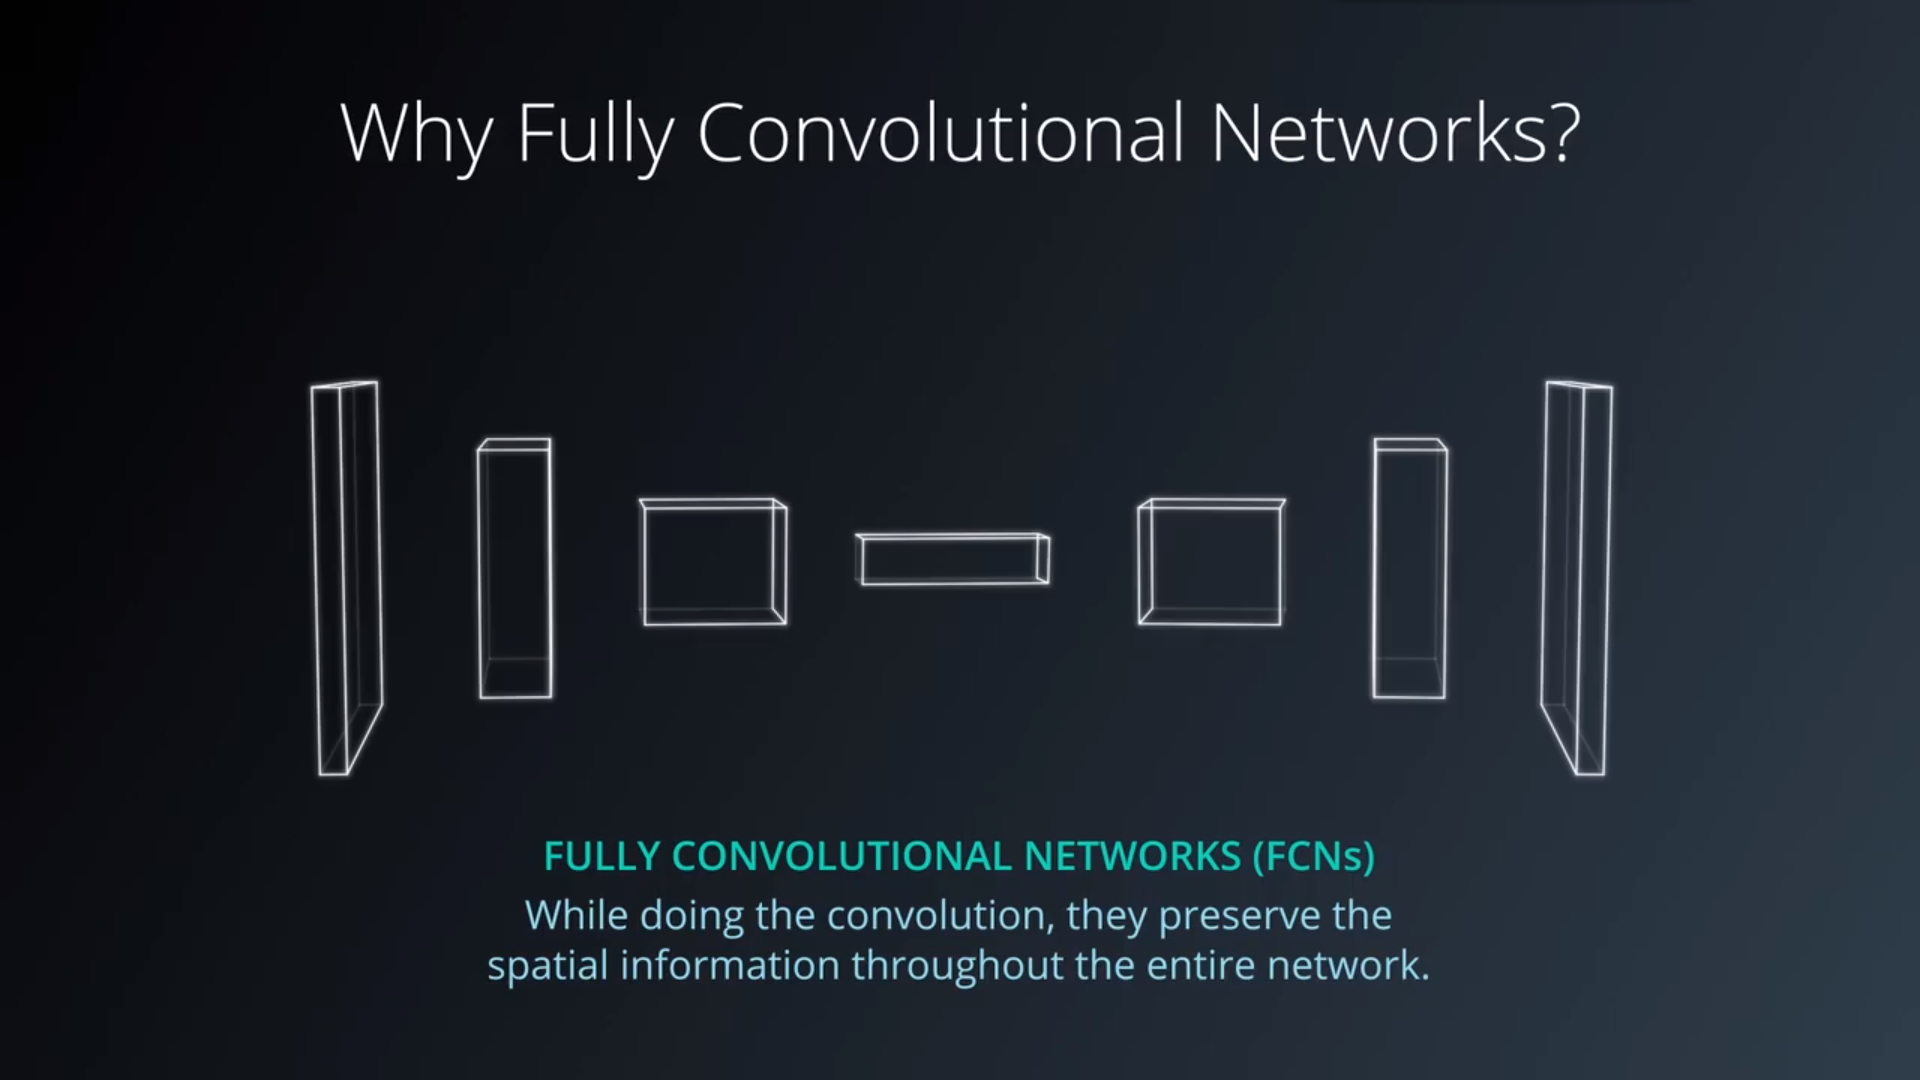 Why Fully Convolutional Networks?
FULLY CONVOLUTIONAL NETWORKS (FCNs)
While doing the convolution, they preserve the
spatial information throughout the entire network.